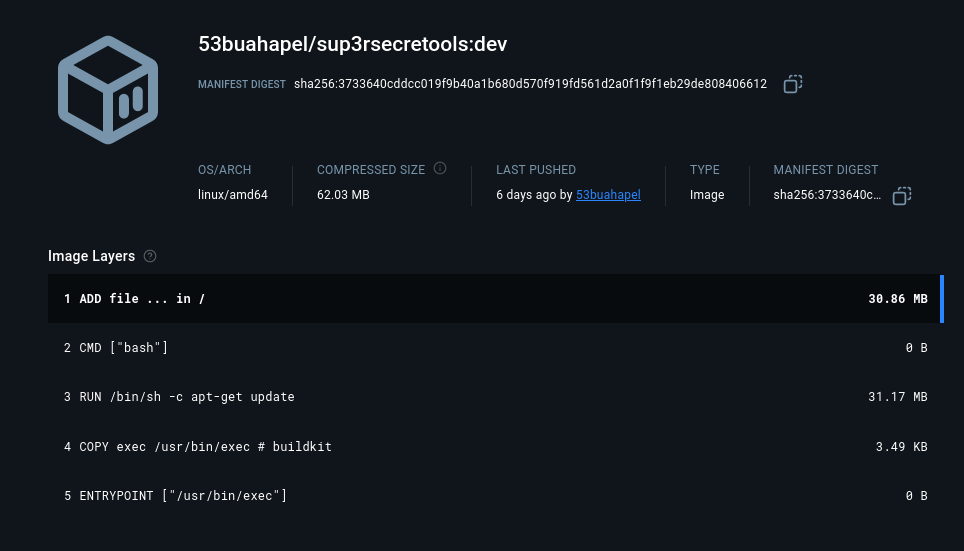 53buahapel/sup3rsecretools:dev
MANIFEST DIGEST sha256:3733640cddcc019f9b40a1b680d570f919fd561d2a0f1f9f1eb29de808406612
OS/ARCH COMPRESSED SIZE LAST PUSHED TYPE MANIFEST DIGEST
linux/amd64 62.03 MB 6 days ago by 53buahapel Image sha256:3733640c...
Image Layers
1 ADD file ... in / 30.86 MB
2 CMD ["bash"] 0 B
3 RUN /bin/sh -c apt-get update 31.17 MB
4 COPY exec /usr/bin/exec # buildkit 3.49 KB
5 ENTRYPOINT ["/usr/bin/exec"] 0 B